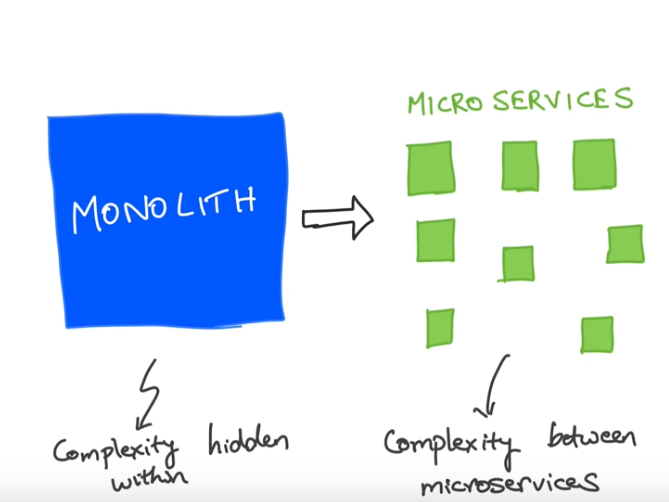 MICRO SERVICES
MONOLITH
Complexity hidden
within
Complexity between
microservices